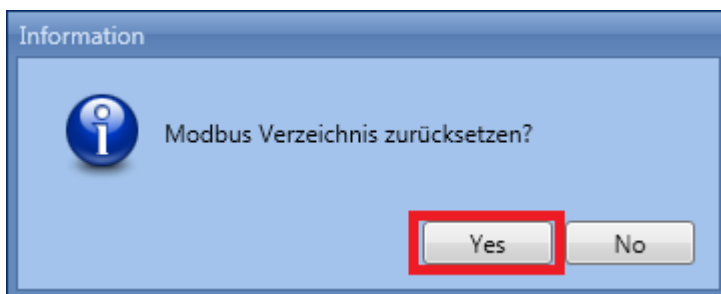 Information
Modbus Verzeichnis zurücksetzen?
Yes No